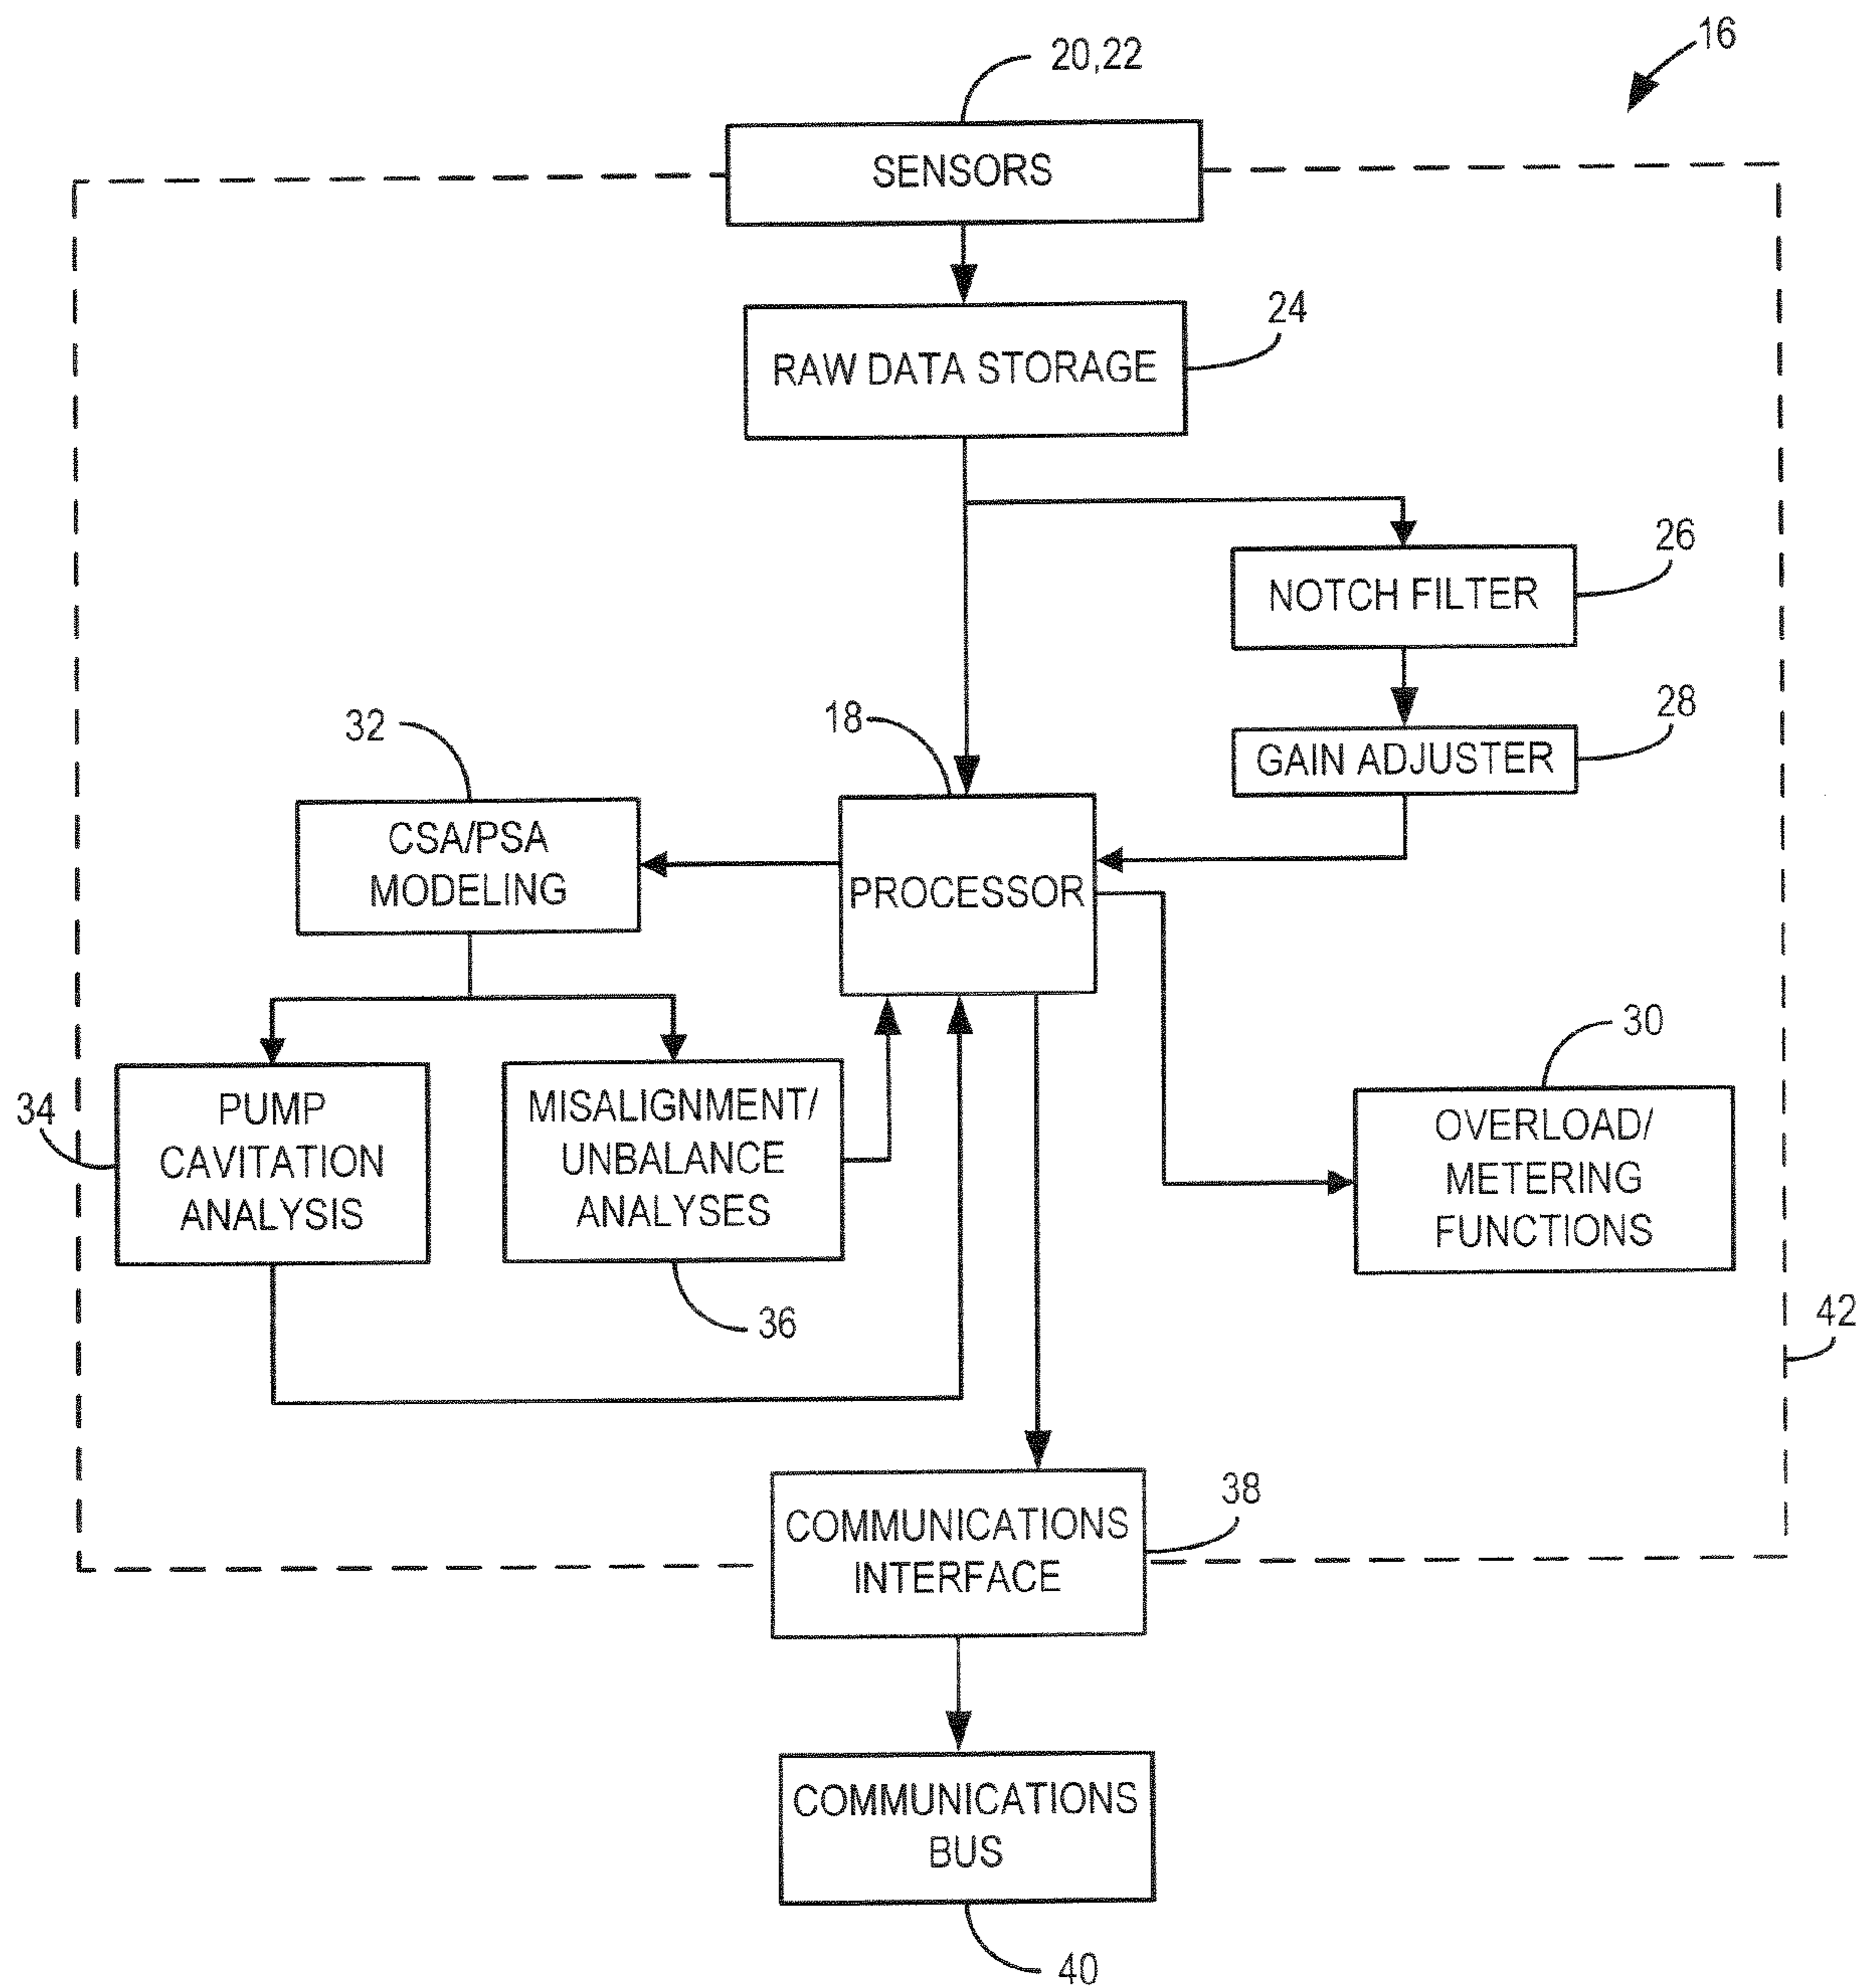 16
20,22
SENSORS
24
RAW DATA STORAGE
26
NOTCH FILTER
28
GAIN ADJUSTER
18
32
CSA/PSA
MODELING
PROCESSOR
30
34
PUMP
CAVITATION
ANALYSIS
MISALIGNMENT/
UNBALANCE
ANALYSES
36
OVERLOAD/
METERING
FUNCTIONS
42
38
COMMUNICATIONS
INTERFACE
COMMUNICATIONS
BUS
40